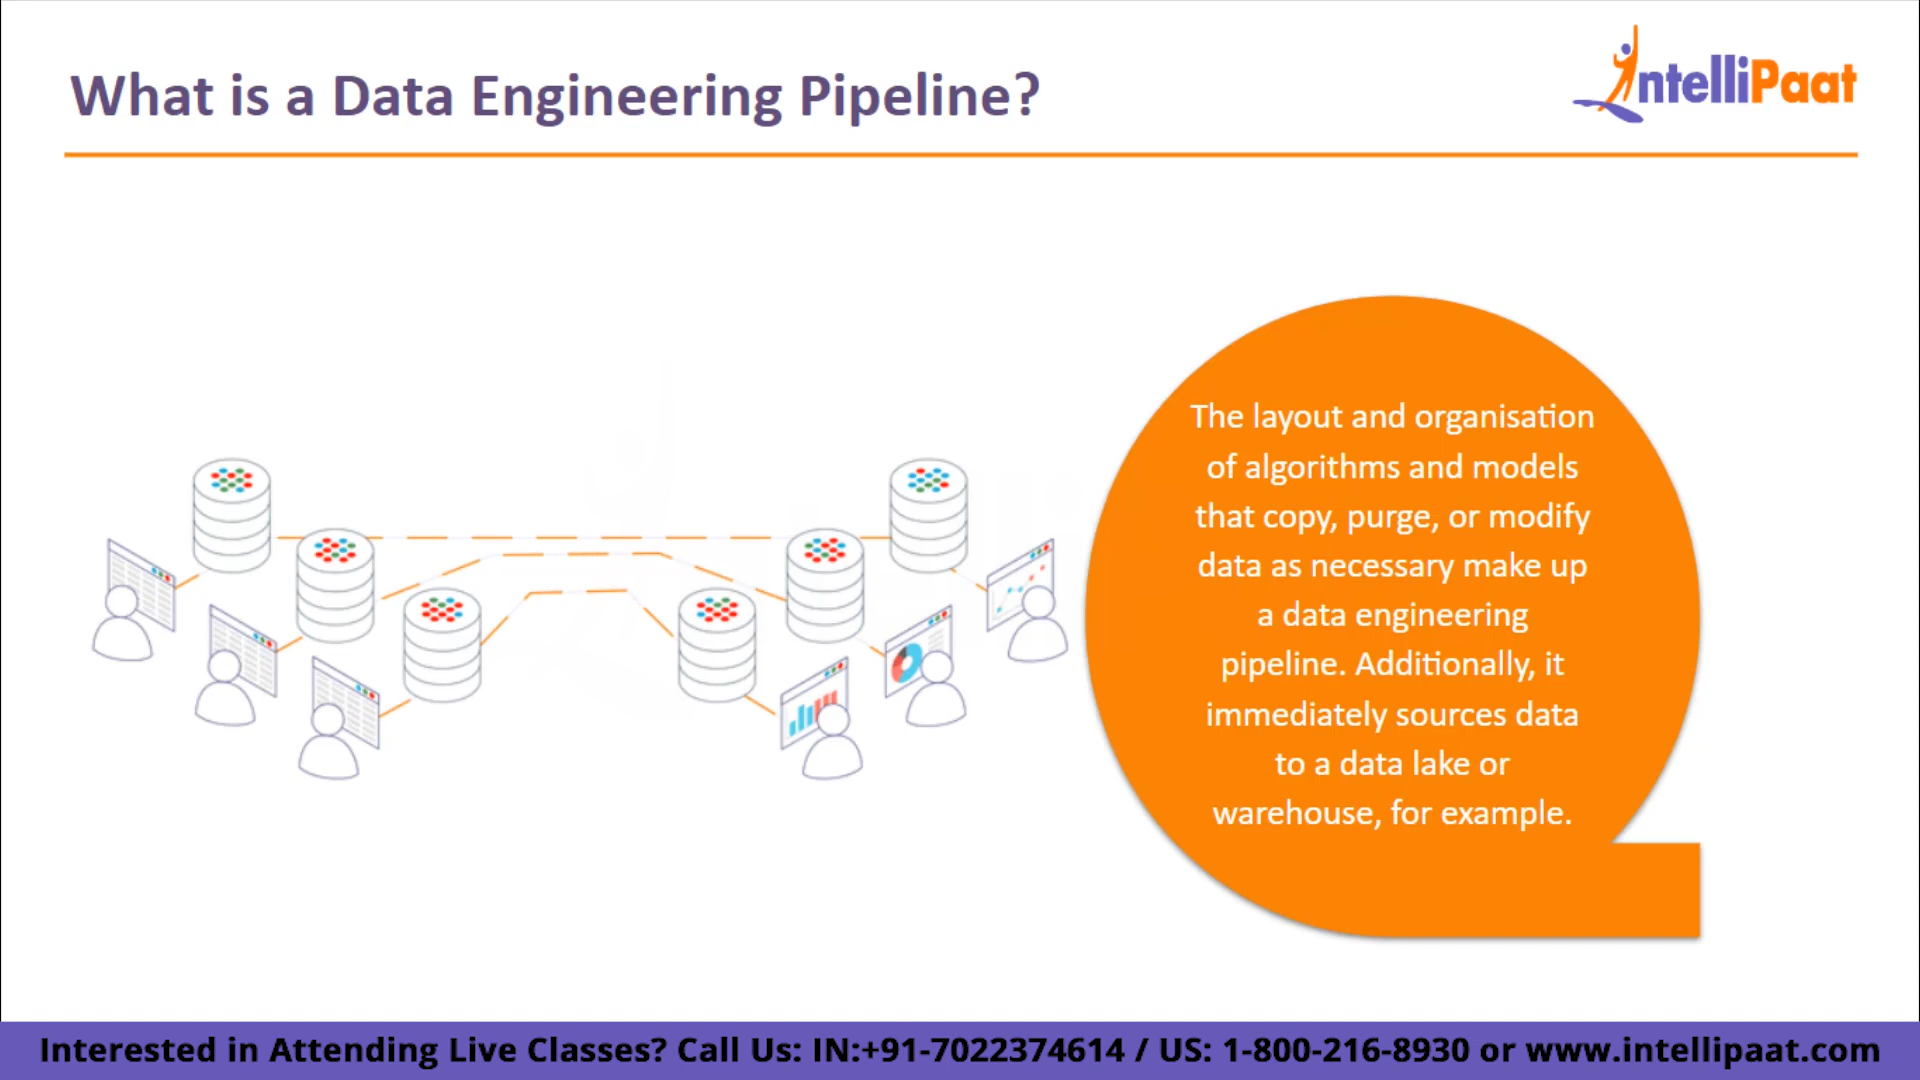 What is a Data Engineering Pipeline?
IntelliPaat
The layout and organisation
of algorithms and models
that copy, purge, or modify
data as necessary make up
a data engineering
pipeline. Additionally, it
immediately sources data
to a data lake or
warehouse, for example.
Interested in Attending Live Classes? Call Us: IN:+91-7022374614 / US: 1-800-216-8930 or www.intellipaat.com